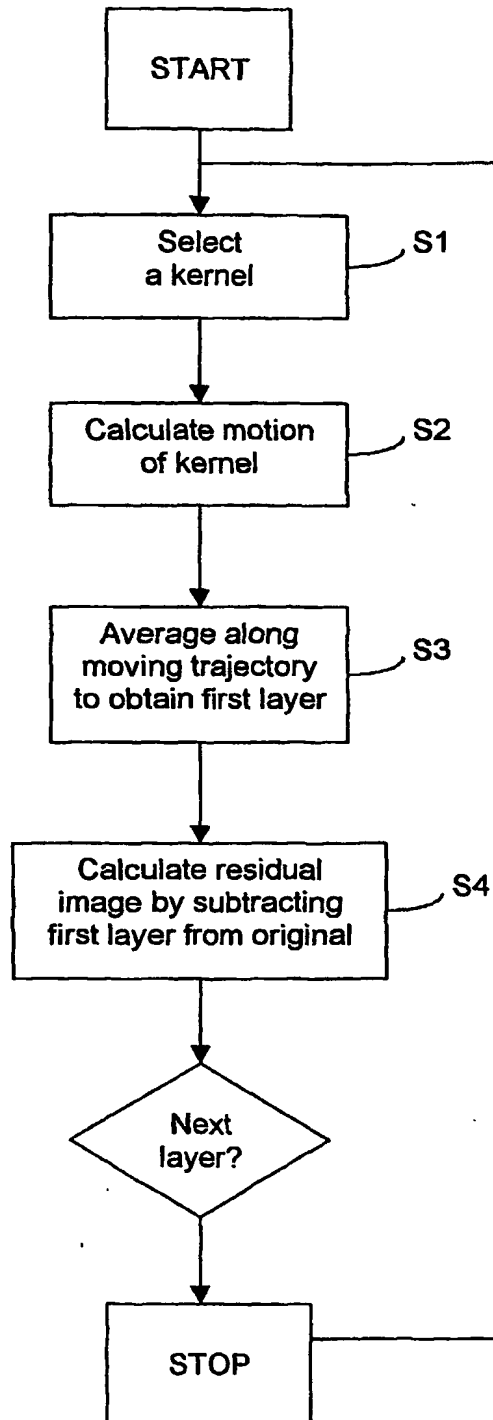 START
Select
a kernel
S1
Calculate motion
of kernel
S2
Average along
moving trajectory
to obtain first layer
S3
Calculate residual
image by subtracting
first layer from original
S4
Next
layer?
STOP